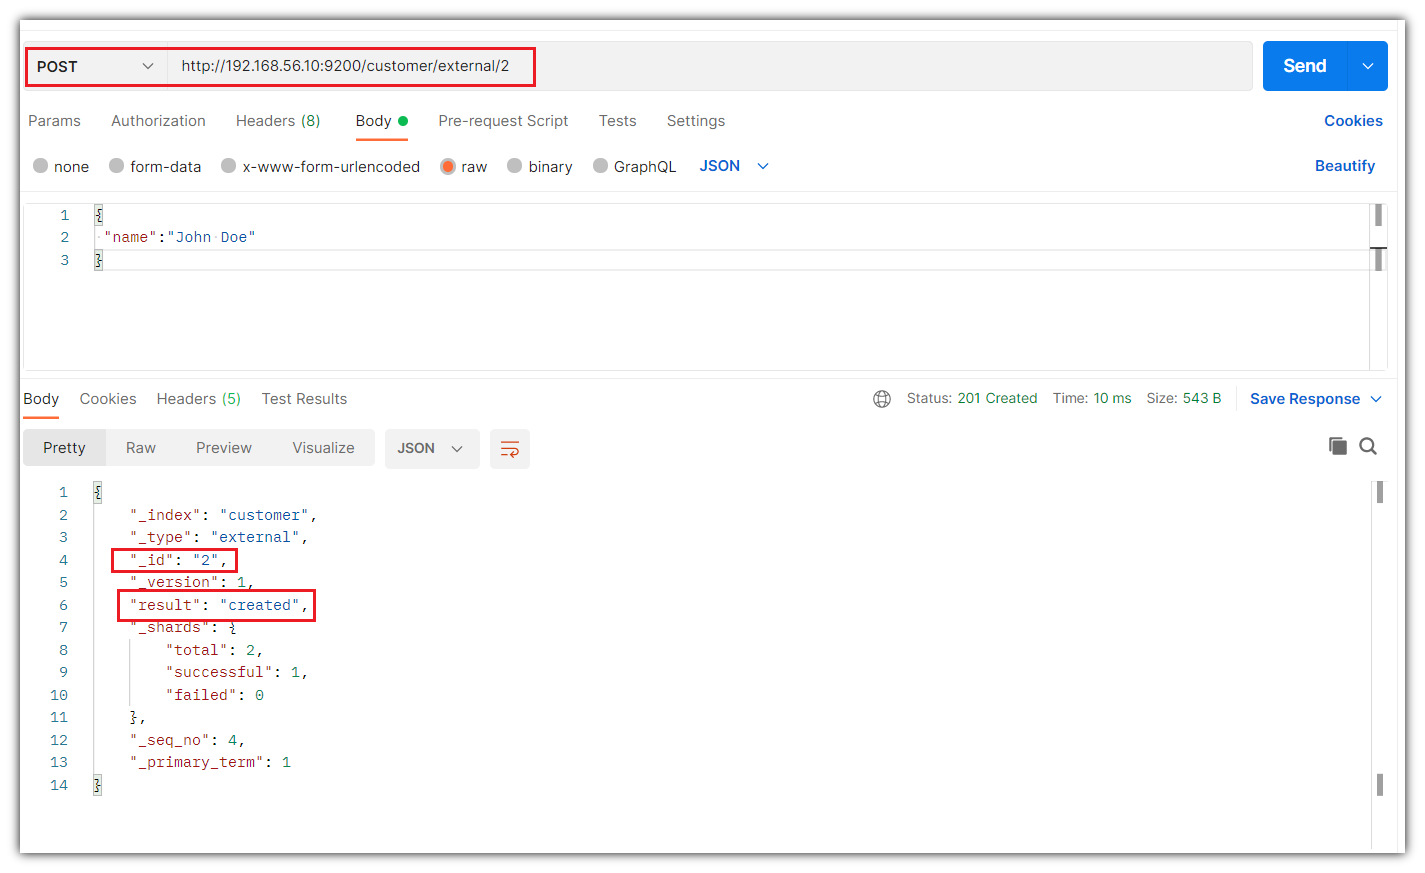 POST http://192.168.56.10:9200/customer/external/2 Send
Params Authorization Headers (8) Body Pre-request Script Tests Settings Cookies
none form-data x-www-form-urlencoded raw binary GraphQL JSON Beautify
1 {
2 "name":"John Doe"
3 }
Body Cookies Headers (5) Test Results Status: 201 Created Time: 10 ms Size: 543 B Save Response
Pretty Raw Preview Visualize JSON
1 {
2 "_index": "customer",
3 "_type": "external",
4 "_id": "2",
5 "_version": 1,
6 "result": "created",
7 "_shards": {
8 "total": 2,
9 "successful": 1,
10 "failed": 0
11 },
12 "_seq_no": 4,
13 "_primary_term": 1
14 }